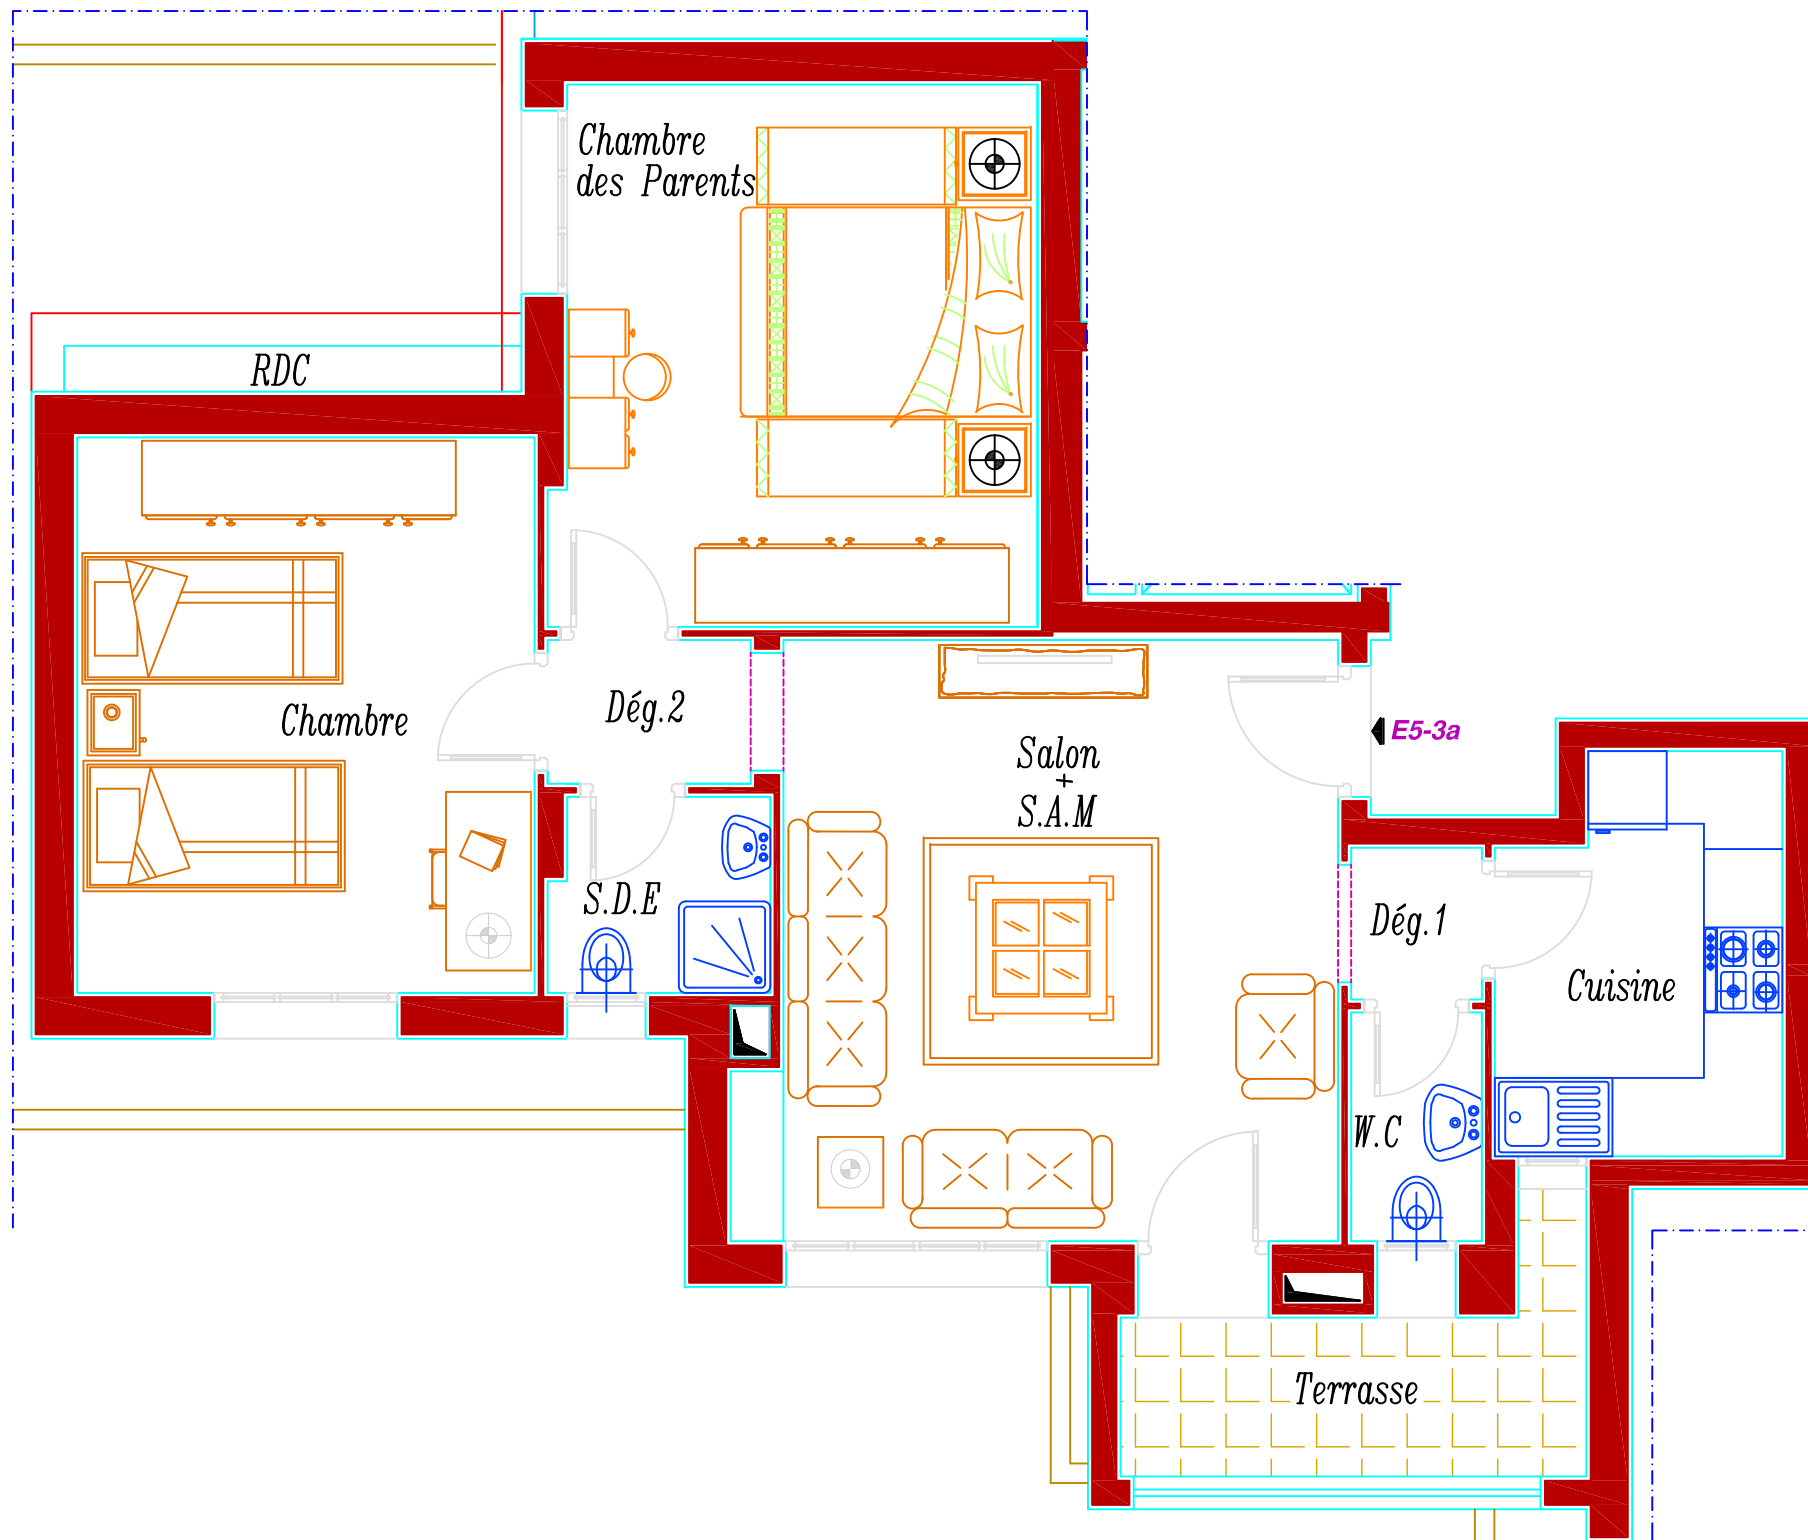 Chambre
des Parents
RDC
Chambre
Dég.2
Salon
+
S.A.M
E5-3a
S.D.E
Dég.1
Cuisine
W.C
Terrasse